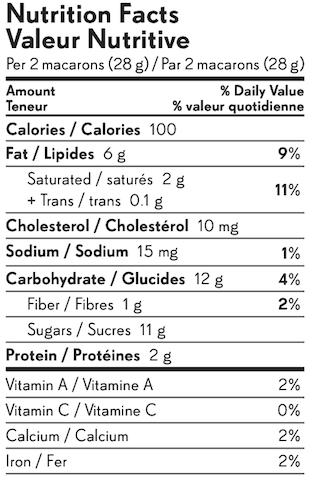 Nutrition Facts
Valeur Nutritive
Per 2 macarons (28 g) / Par 2 macarons (28 g)
Amount % Daily Value
Teneur % valeur quotidienne
Calories / Calories 100
Fat / Lipides 6 g 9%
Saturated / saturés 2 g
+ Trans / trans 0.1 g 11%
Cholesterol / Cholestérol 10 mg
Sodium / Sodium 15 mg 1%
Carbohydrate / Glucides 12 g 4%
Fiber / Fibres 1 g 2%
Sugars / Sucres 11 g
Protein / Protéines 2 g
Vitamin A / Vitamine A 2%
Vitamin C / Vitamine C 0%
Calcium / Calcium 2%
Iron / Fer 2%